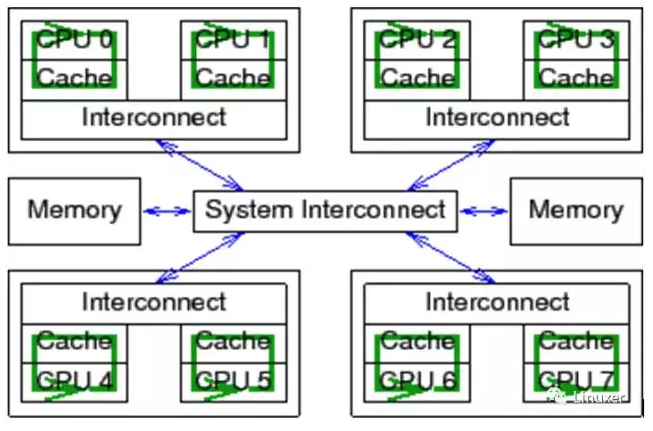 CPU 0 CPU 1 CPU 2 CPU 3
Cache Cache Cache Cache
Interconnect Interconnect
Memory System Interconnect Memory
Interconnect Interconnect
Cache Cache Cache Cache
CPU 4 CPU 5 CPU 6 CPU 7
Linuxer